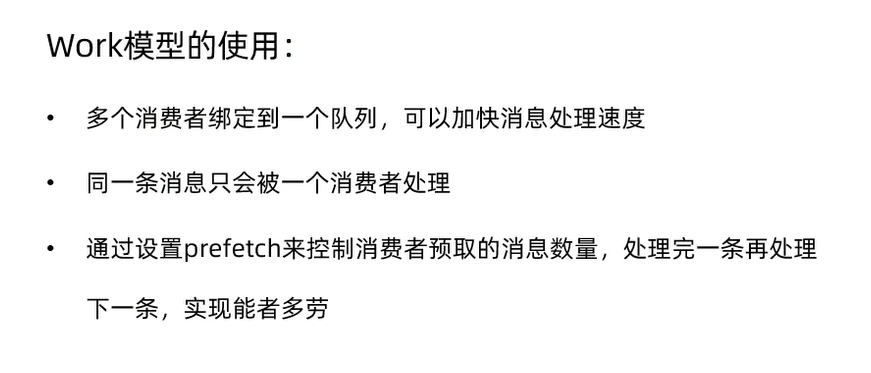 Work模型的使用：
• 多个消费者绑定到一个队列，可以加快消息处理速度
• 同一条消息只会被一个消费者处理
• 通过设置prefetch来控制消费者预取的消息数量，处理完一条再处理
下一条，实现能者多劳